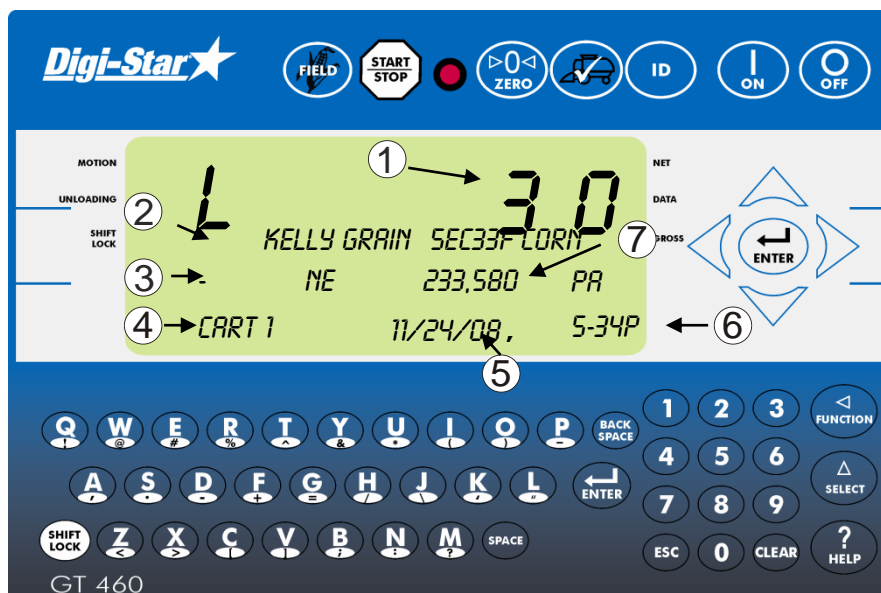 Digi-Star
FIELD
START STOP
0 ZERO
ID
ON
OFF
MOTION
UNLOADING
SHIFT LOCK
L 30
KELLY GRAIN SEC33F CORN
- NE 233,580 PA
CART 1 11/24/08, 5-34P
1
2
3
4
5
6
7
NET
DATA
GROSS
ENTER
Q ! W @ E # R % T ^ Y & U * I ( O ) P - BACK SPACE
A , S . D - F + G = H / J \ K ' L " ENTER
SHIFT LOCK Z < X > C [ V ] B ; N : M ? SPACE
1 2 3 FUNCTION
4 5 6 SELECT
7 8 9
ESC 0 CLEAR ? HELP
GT 460